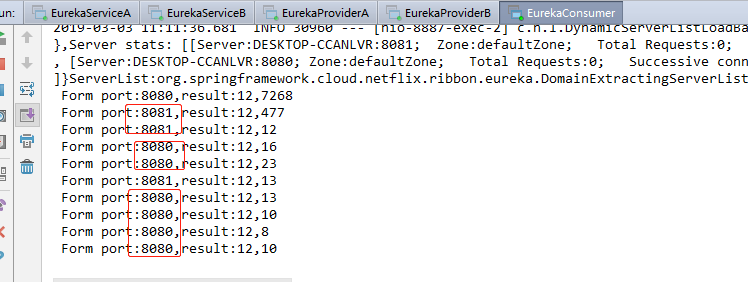 un:
EurekaServiceA
EurekaServiceB
EurekaProviderA
EurekaProviderB
EurekaConsumer
2019-03-03 11:11:36.681  INFO 30960 --- [nio-8887-exec-2] c.n.l.DynamicServerListLoadBa
},Server stats: [[Server:DESKTOP-CCANLVR:8081;  Zone:defaultZone;   Total Requests:0;
, [Server:DESKTOP-CCANLVR:8080; Zone:defaultZone;   Total Requests:0;   Successive conn
]}ServerList:org.springframework.cloud.netflix.ribbon.eureka.DomainExtractingServerList
Form port:8080,result:12,7268
Form port:8081,result:12,477
Form port:8081,result:12,12
Form port:8080,result:12,16
Form port:8080,result:12,23
Form port:8081,result:12,13
Form port:8080,result:12,13
Form port:8080,result:12,10
Form port:8080,result:12,8
Form port:8080,result:12,10